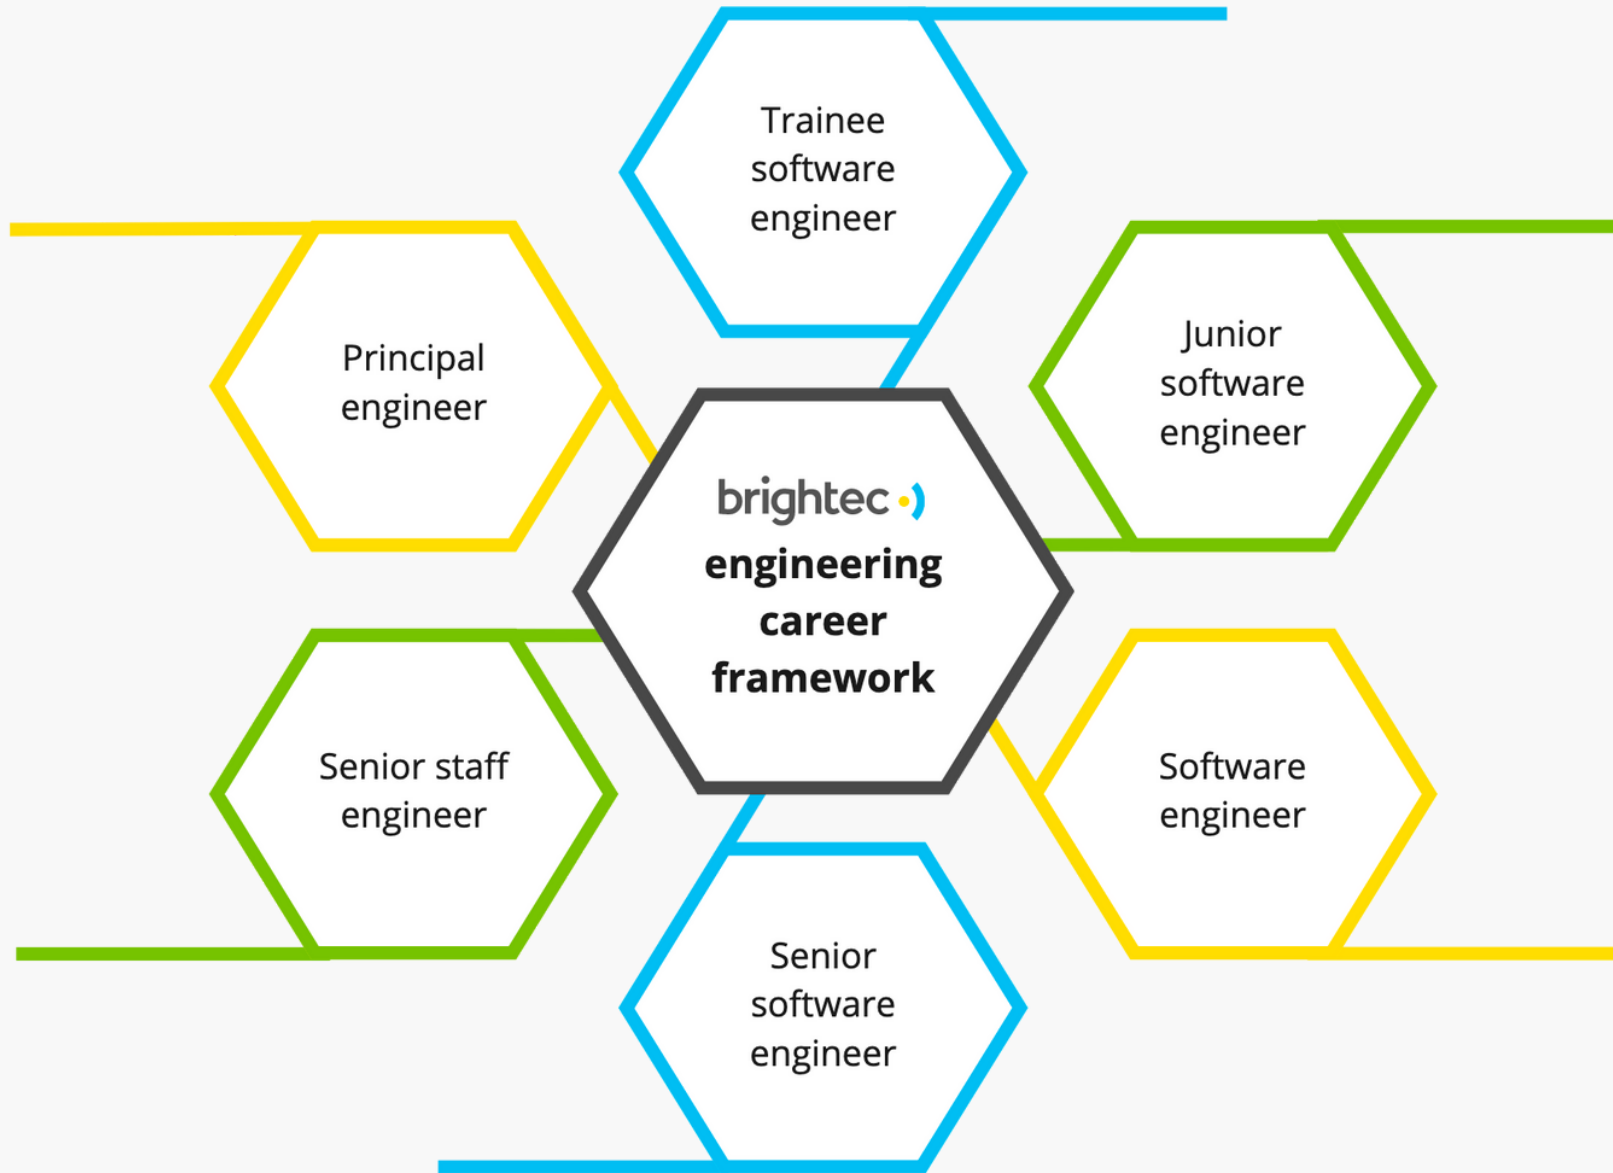 Trainee
software
engineer
Junior
software
engineer
Principal
engineer
brightec
engineering
career
framework
Senior staff
engineer
Software
engineer
Senior
software
engineer